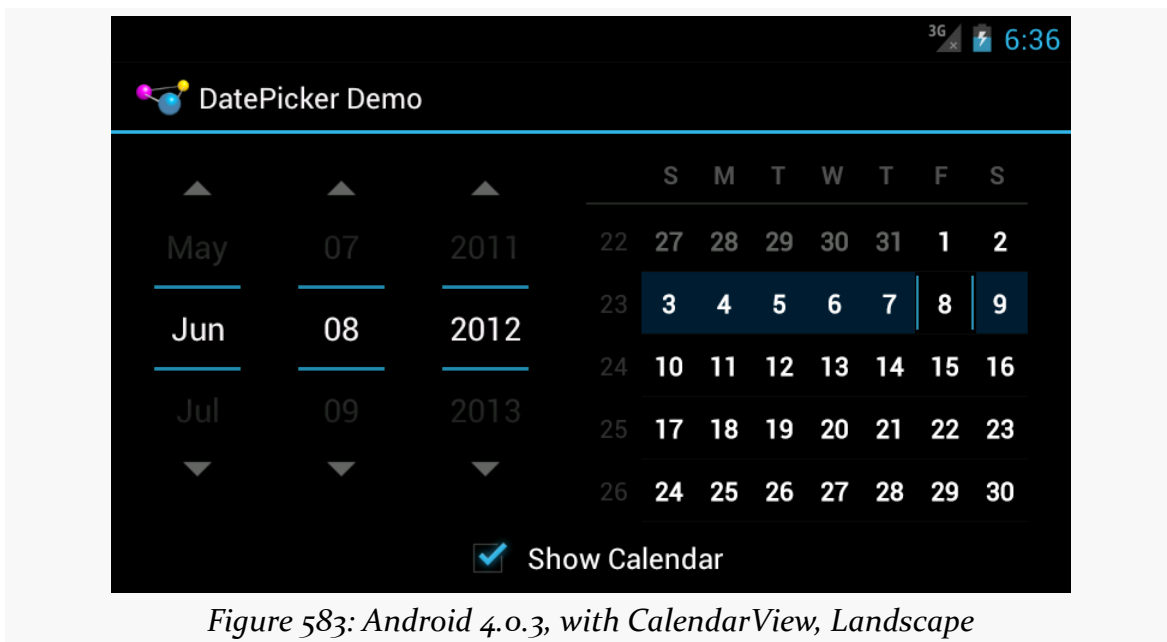 3G 6:36
DatePicker Demo
S M T W T F S
May 07 2011 22 27 28 29 30 31 1 2
23 3 4 5 6 7 8 9
Jun 08 2012
24 10 11 12 13 14 15 16
Jul 09 2013
25 17 18 19 20 21 22 23
26 24 25 26 27 28 29 30
Show Calendar
Figure 583: Android 4.0.3, with CalendarView, Landscape